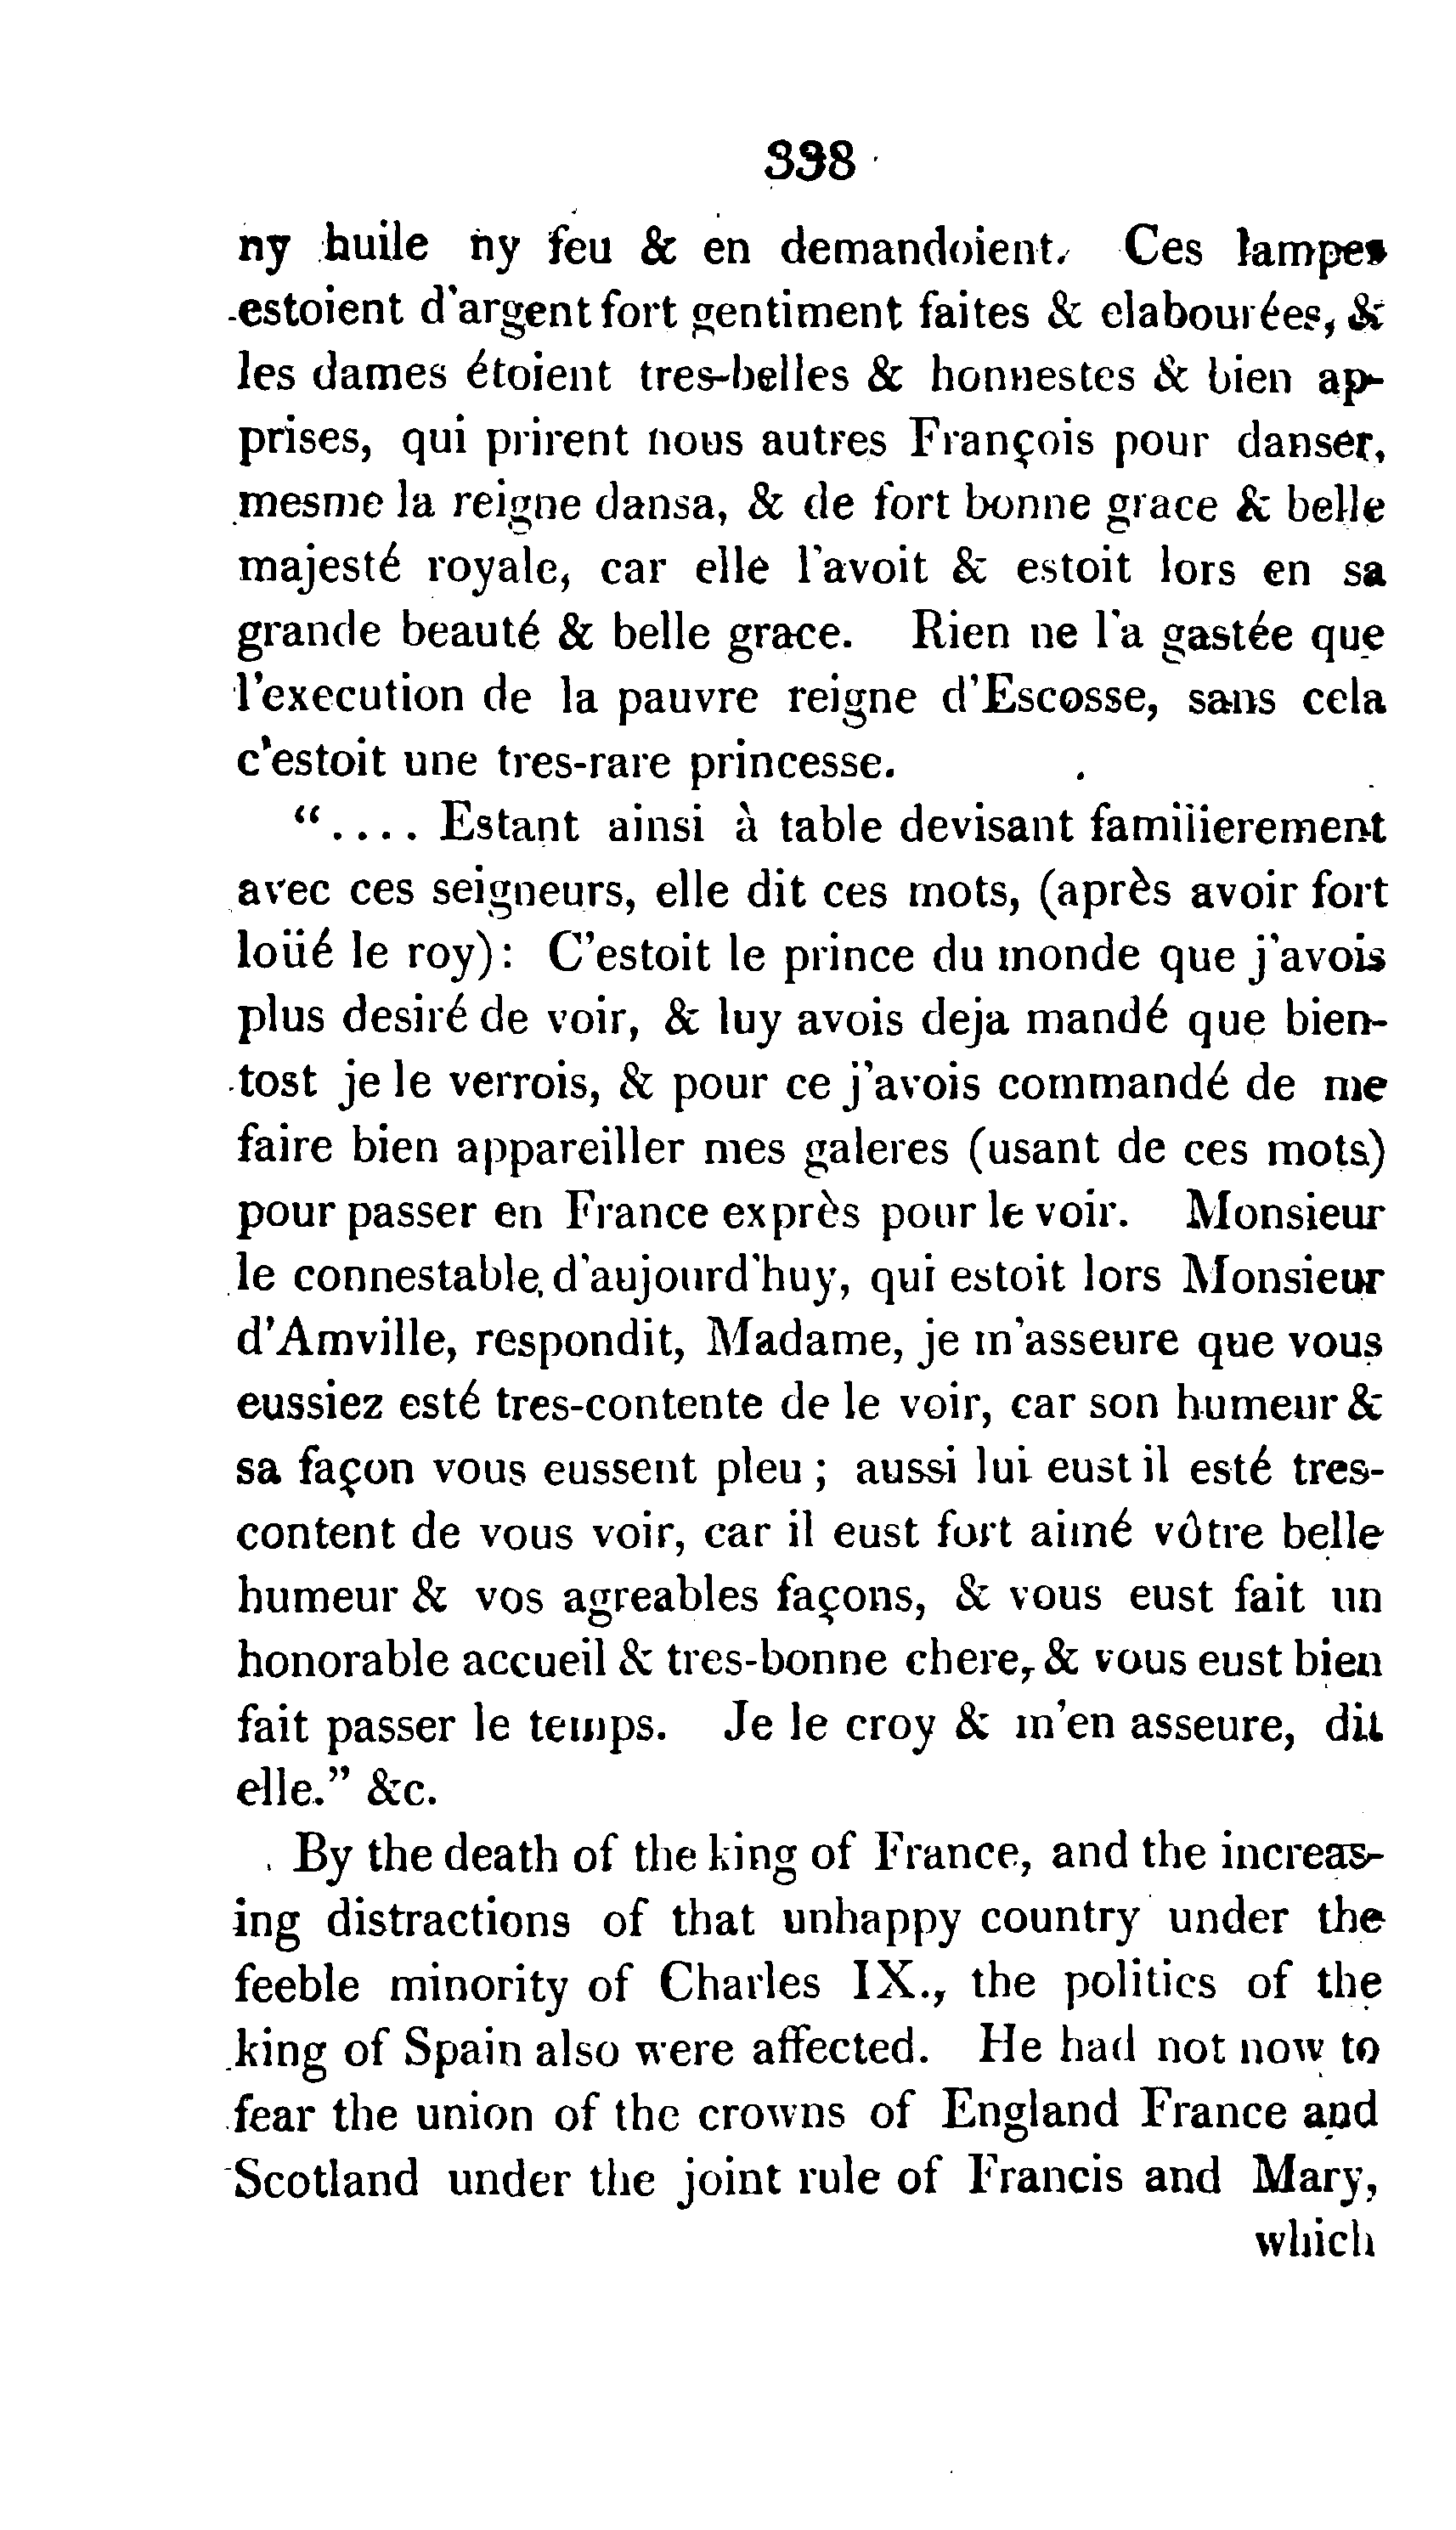 338
ny huile ny feu & en demandoient. Ces lampes
estoient d'argent fort gentiment faites & elabourées, &
les dames étoient tres-belles & honnestes & bien ap-
prises, qui prirent nous autres François pour danser,
mesme la reigne dansa, & de fort bonne grace & belle
majesté royale, car elle l'avoit & estoit lors en sa
grande beauté & belle grace. Rien ne l'a gastée que
l'execution de la pauvre reigne d'Escosse, sans cela
c'estoit une tres-rare princesse.
".... Estant ainsi à table devisant familierement
avec ces seigneurs, elle dit ces mots, (après avoir fort
loüé le roy): C'estoit le prince du monde que j'avois
plus desiré de voir, & luy avois deja mandé que bien-
tost je le verrois, & pour ce j'avois commandé de me
faire bien appareiller mes galeres (usant de ces mots)
pour passer en France exprès pour le voir. Monsieur
le connestable d'aujourd'huy, qui estoit lors Monsieur
d'Amville, respondit, Madame, je m'asseure que vous
eussiez esté tres-contente de le voir, car son humeur &
sa façon vous eussent pleu; aussi lui eust il esté tres-
content de vous voir, car il eust fort aimé vôtre belle
humeur & vos agreables façons, & vous eust fait un
honorable accueil & tres-bonne chere, & vous eust bien
fait passer le temps. Je le croy & m'en asseure, dit
elle." &c.
By the death of the king of France, and the increas-
ing distractions of that unhappy country under the
feeble minority of Charles IX., the politics of the
king of Spain also were affected. He had not now to
fear the union of the crowns of England France and
Scotland under the joint rule of Francis and Mary,
which